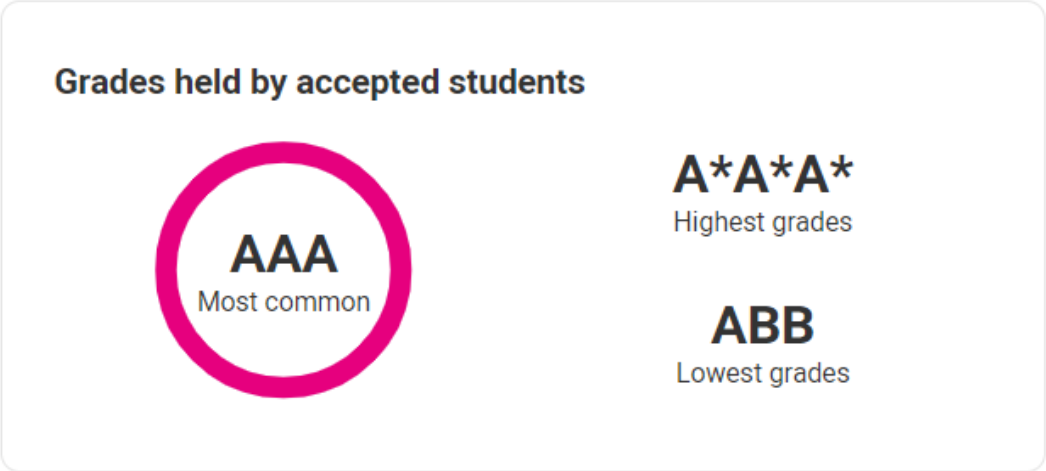 Grades held by accepted students
AAA
Most common
A*A*A*
Highest grades
ABB
Lowest grades